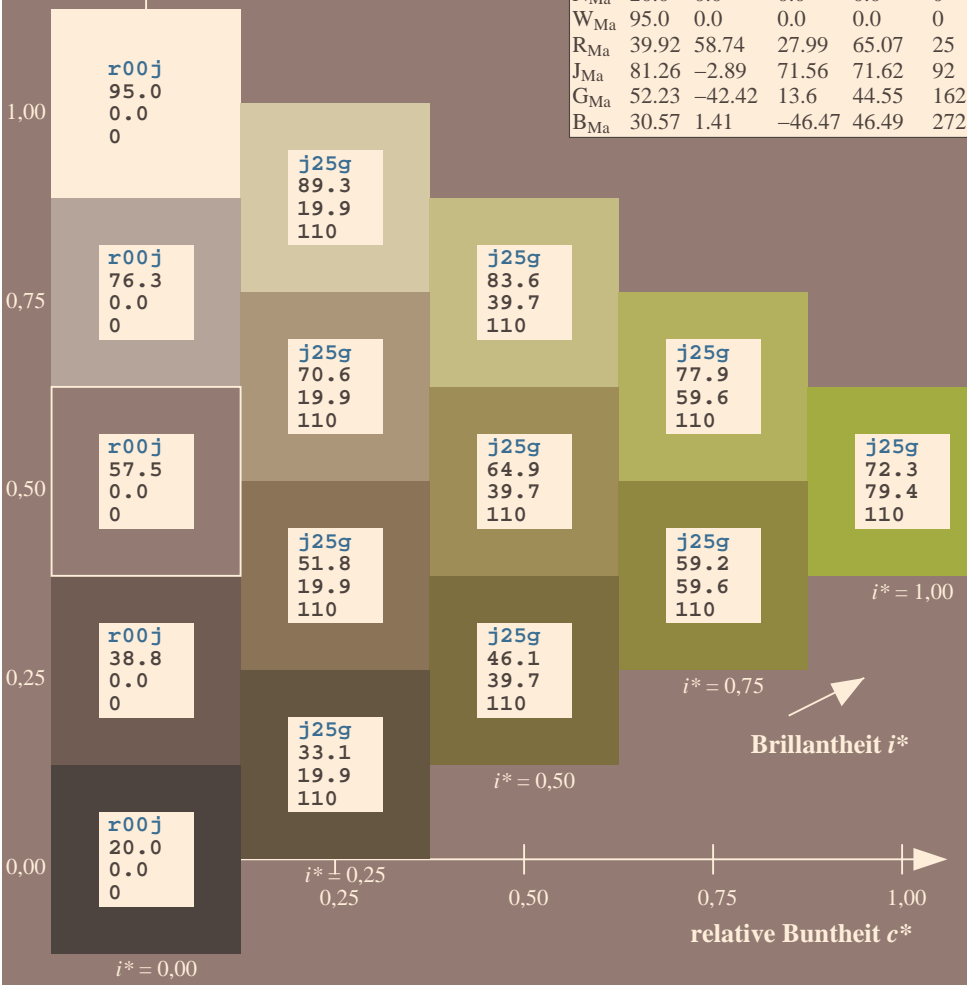 W Ma 95.0 0.0 0.0 0.0 0
R Ma 39.92 58.74 27.99 65.07 25
J Ma 81.26 −2.89 71.56 71.62 92
G Ma 52.23 −42.42 13.6 44.55 162
B Ma 30.57 1.41 −46.47 46.49 272
r00j
95.0
0.0
0
1,00
j25g
89.3
19.9
110
r00j
76.3
0.0
0
j25g
83.6
39.7
110
0,75
j25g
70.6
19.9
110
j25g
77.9
59.6
110
r00j
57.5
0.0
0
j25g
64.9
39.7
110
j25g
72.3
79.4
110
0,50
j25g
51.8
19.9
110
j25g
59.2
59.6
110
i* = 1,00
r00j
38.8
0.0
0
j25g
46.1
39.7
110
0,25
i* = 0,75
j25g
33.1
19.9
110
Brillantheit i*
i* = 0,50
r00j
20.0
0.0
0
0,00
i* = 0,25
0,25 0,50 0,75 1,00
relative Buntheit c*
i* = 0,00